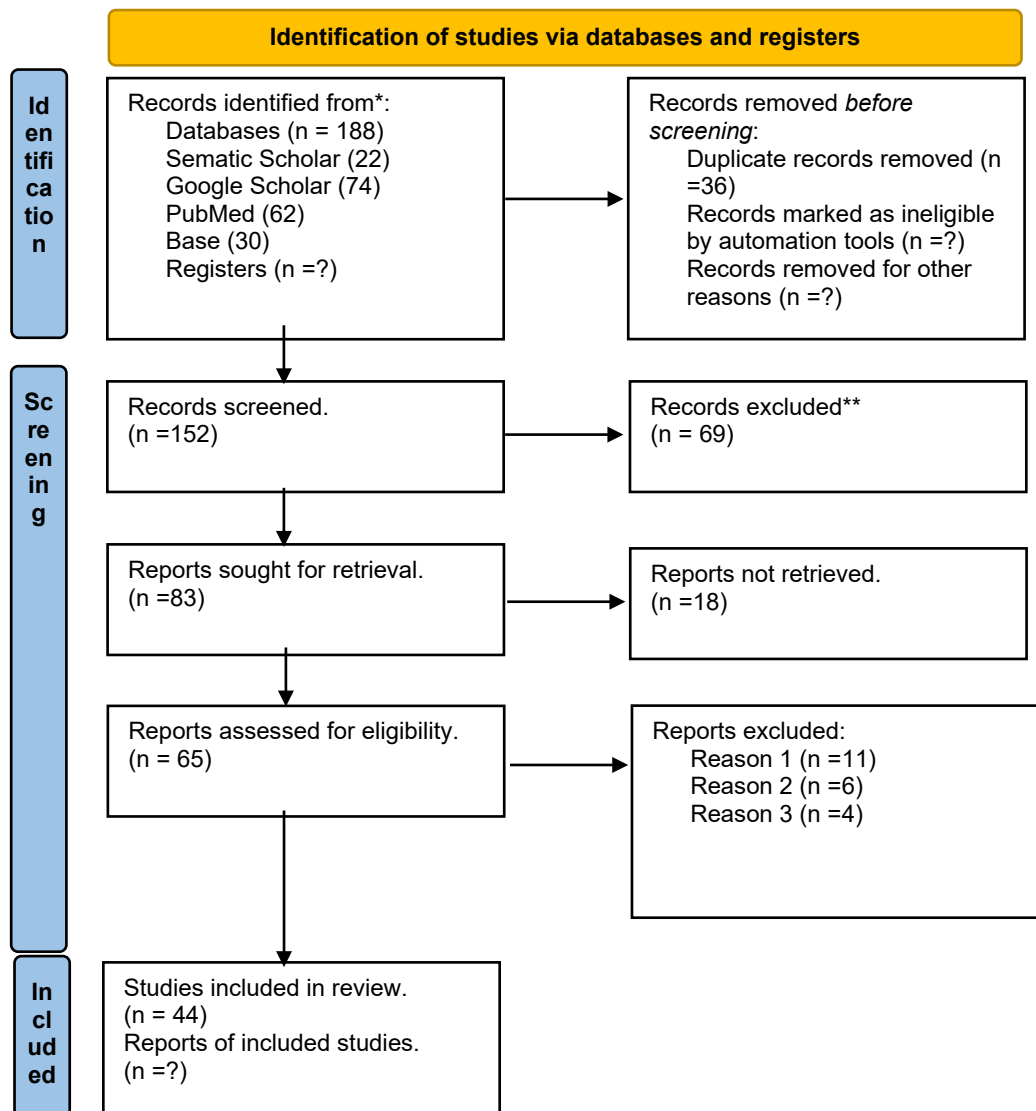 Identification of studies via databases and registers
Id
en
tifi
ca
tio
n
Records identified from*:
Databases (n = 188)
Sematic Scholar (22)
Google Scholar (74)
PubMed (62)
Base (30)
Registers (n =?)
Records removed before
screening:
Duplicate records removed (n
=36)
Records marked as ineligible
by automation tools (n =?)
Records removed for other
reasons (n =?)
Sc
re
en
in
g
Records screened.
(n =152)
Records excluded**
(n = 69)
Reports sought for retrieval.
(n =83)
Reports not retrieved.
(n =18)
Reports assessed for eligibility.
(n = 65)
Reports excluded:
Reason 1 (n =11)
Reason 2 (n =6)
Reason 3 (n =4)
In
cl
ud
ed
Studies included in review.
(n = 44)
Reports of included studies.
(n =?)